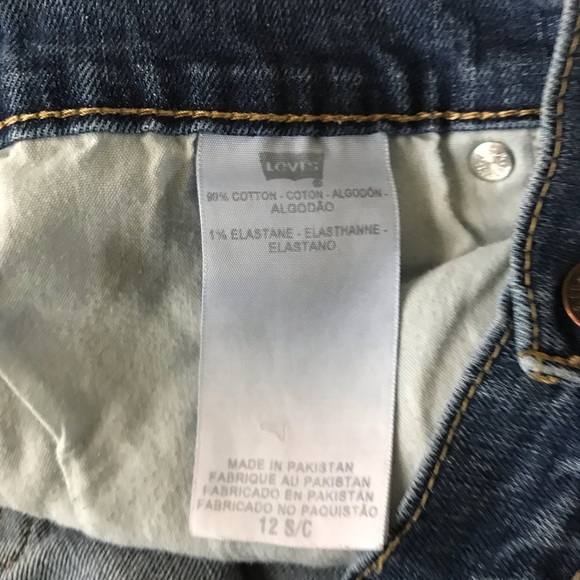 LEVI'S
99% COTTON - COTON - ALGODÓN -
ALGODÃO
1% ELASTANE - ELASTHANNE -
ELASTANO
MADE IN PAKISTAN
FABRIQUE AU PAKISTAN
FABRICADO EN PAKISTAN
FABRICADO NO PAQUISTÃO
12 S/C